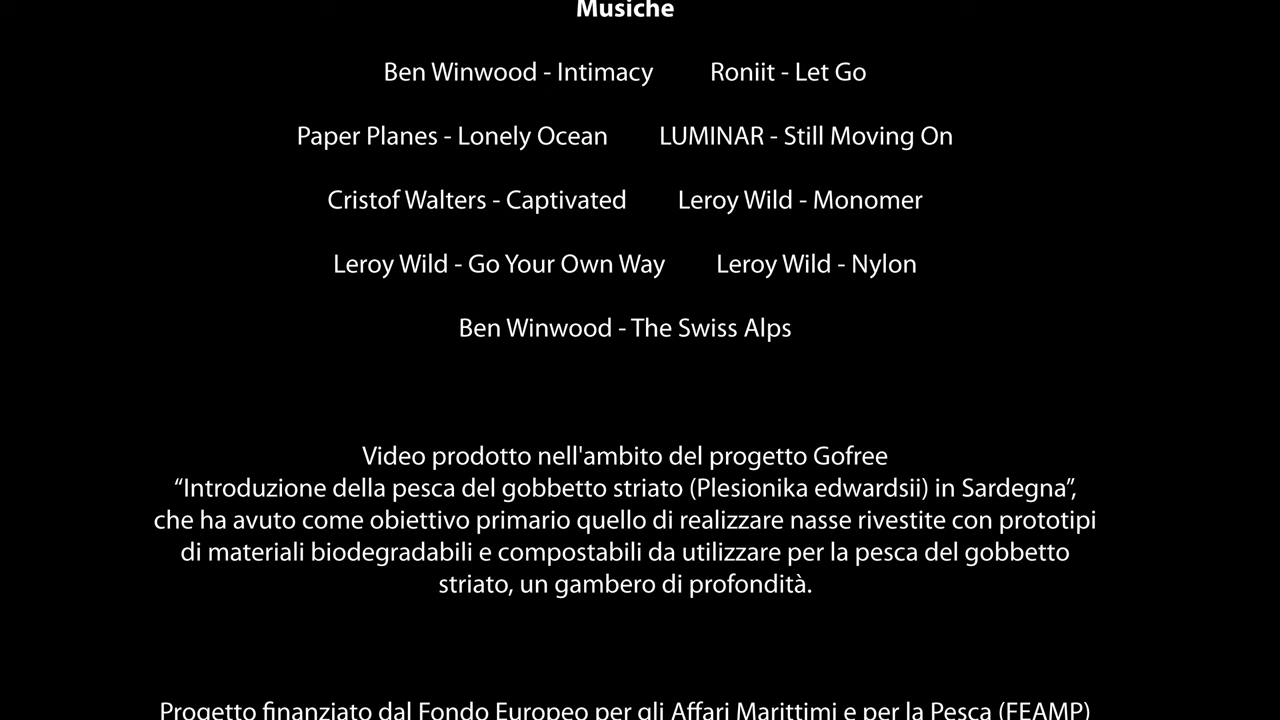 Musiche
Ben Winwood - Intimacy Roniit - Let Go
Paper Planes - Lonely Ocean LUMINAR - Still Moving On
Cristof Walters - Captivated Leroy Wild - Monomer
Leroy Wild - Go Your Own Way Leroy Wild - Nylon
Ben Winwood - The Swiss Alps
Video prodotto nell'ambito del progetto Gofree
“Introduzione della pesca del gobbetto striato (Plesionika edwardsii) in Sardegna”,
che ha avuto come obiettivo primario quello di realizzare nasse rivestite con prototipi
di materiali biodegradabili e compostabili da utilizzare per la pesca del gobbetto
striato, un gambero di profondità.
Progetto finanziato dal Fondo Europeo per gli Affari Marittimi e per la Pesca (FEAMP)